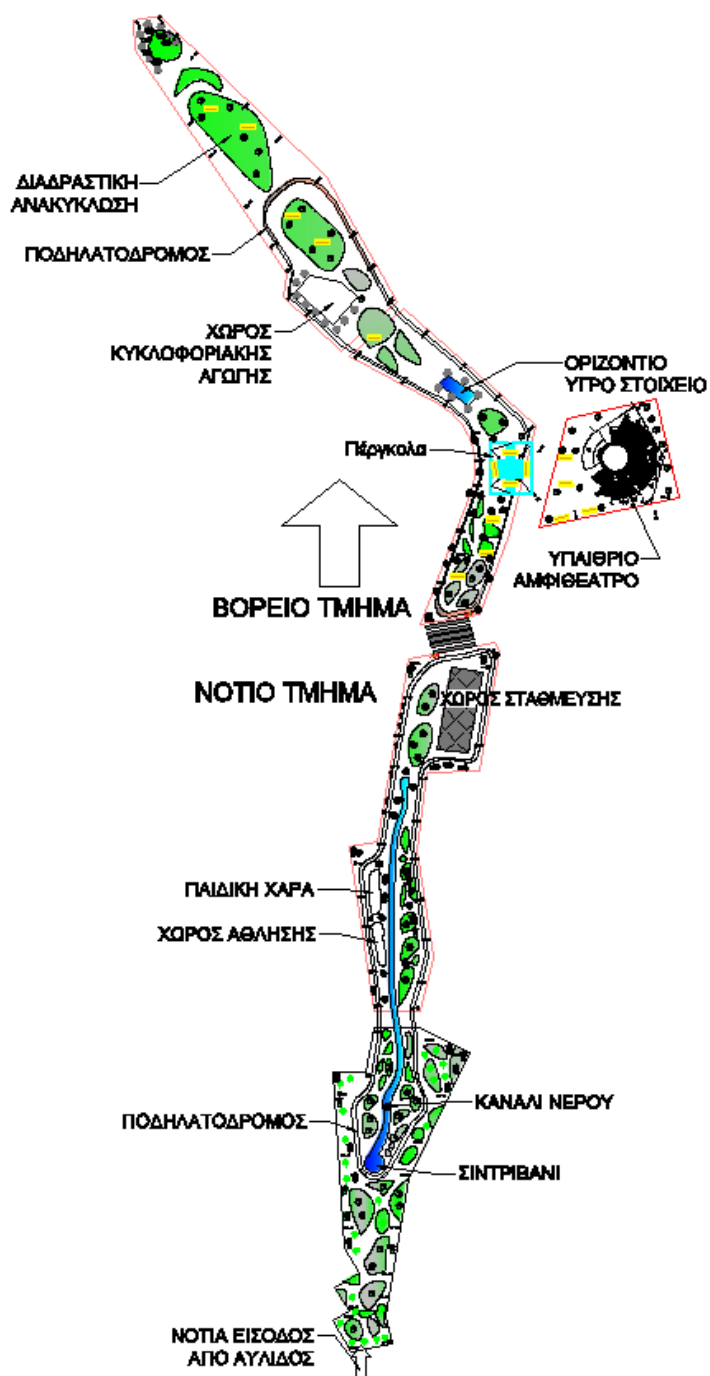 ΔΙΑΔΡΑΣΤΙΚΗ
ΑΝΑΚΥΚΛΩΣΗ
ΠΟΔΗΛΑΤΟΔΡΟΜΟΣ
ΧΩΡΟΣ
ΚΥΚΛΟΦΟΡΙΑΚΗΣ
ΑΓΩΓΗΣ
ΟΡΙΖΟΝΤΙΟ
ΥΓΡΟ ΣΤΟΙΧΕΙΟ
Πέργκολα
ΥΠΑΙΘΡΙΟ
ΑΜΦΙΘΕΑΤΡΟ
ΒΟΡΕΙΟ ΤΜΗΜΑ
ΝΟΤΙΟ ΤΜΗΜΑ
ΧΩΡΟΣ ΣΤΑΘΜΕΥΣΗΣ
ΠΑΙΔΙΚΗ ΧΑΡΑ
ΧΩΡΟΣ ΑΘΛΗΣΗΣ
ΚΑΝΑΛΙ ΝΕΡΟΥ
ΠΟΔΗΛΑΤΟΔΡΟΜΟΣ
ΣΙΝΤΡΙΒΑΝΙ
ΝΟΤΙΑ ΕΙΣΟΔΟΣ
ΑΠΟ ΑΥΛΙΔΟΣ